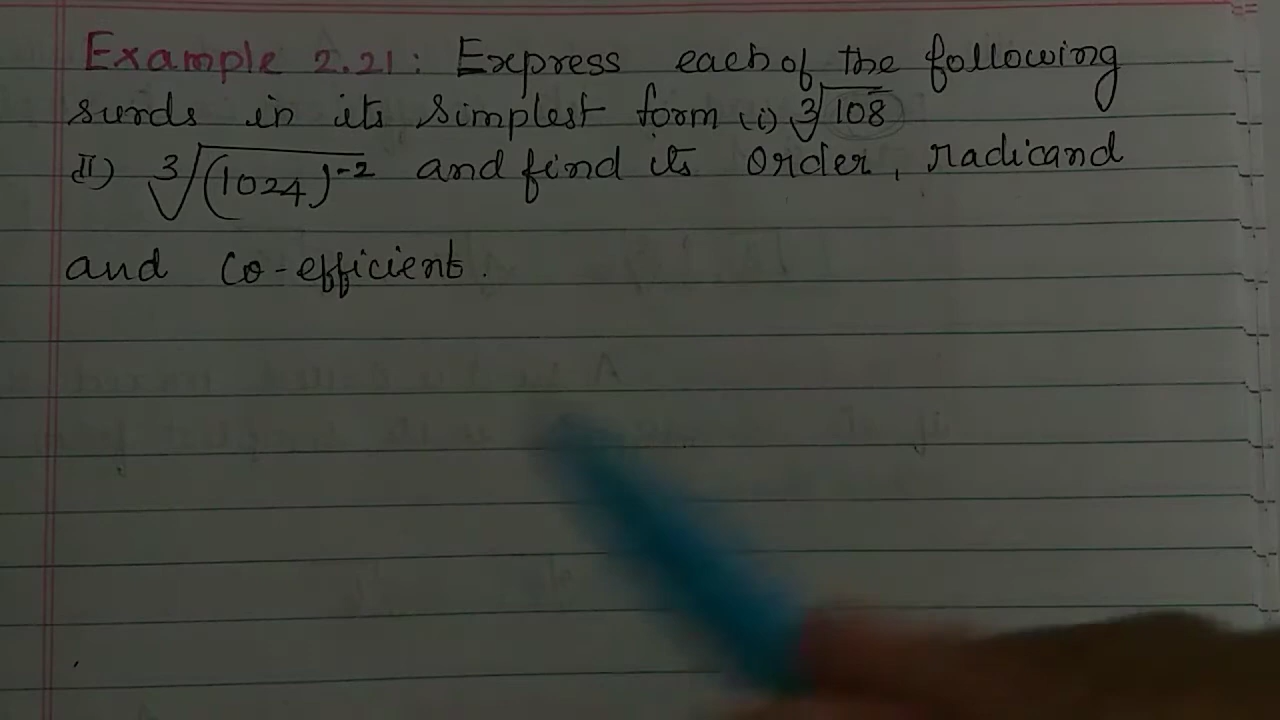 Example 2.21: Express each of the following
surds in its simplest form (i) ∛108
ii) ∛(1024)⁻² and find its order, radicand
and co-efficient.